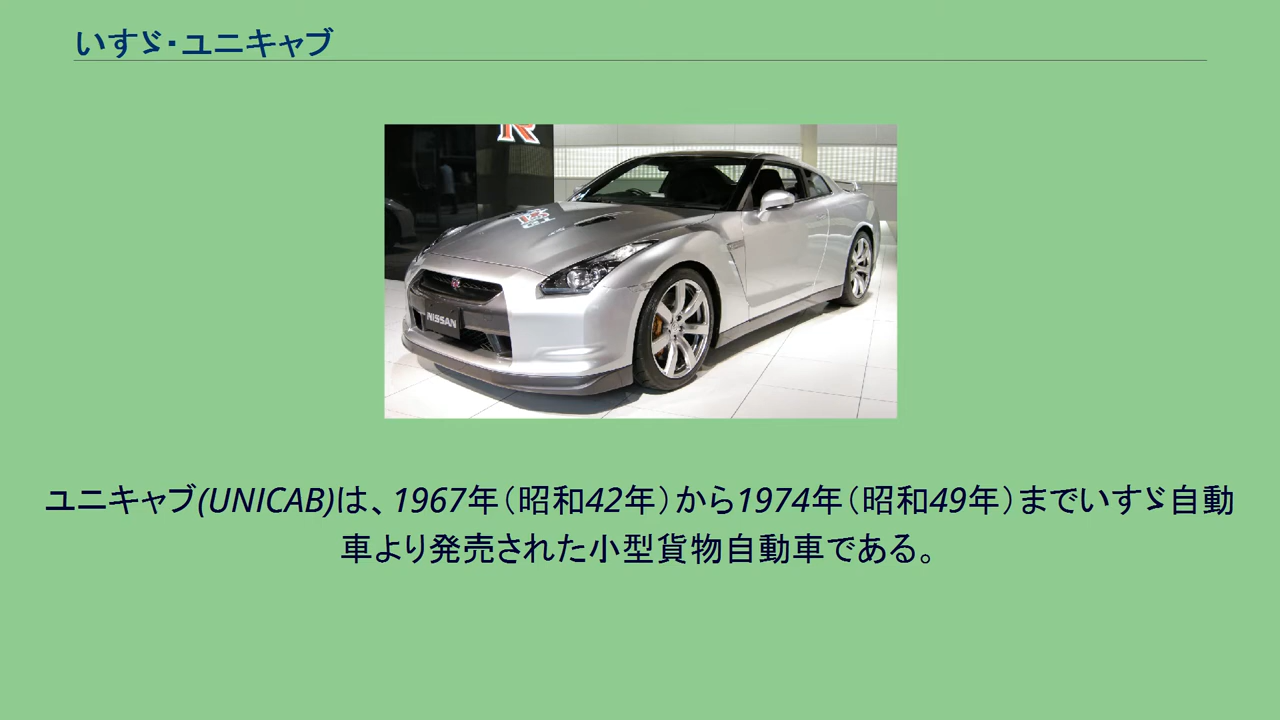 いすゞ・ユニキャブ
R
NISSAN
ユニキャブ(UNICAB)は、1967年（昭和42年）から1974年（昭和49年）までいすゞ自動
車より発売された小型貨物自動車である。